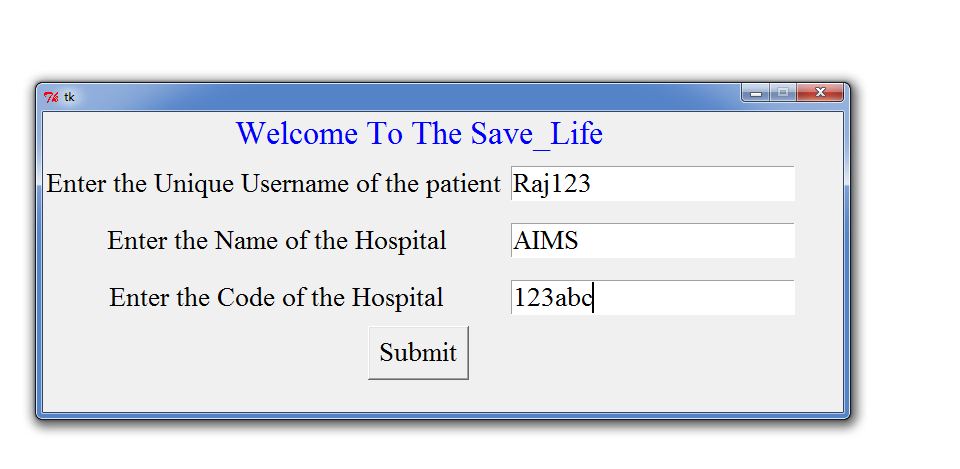 tk
Welcome To The Save_Life
Enter the Unique Username of the patient Raj123
Enter the Name of the Hospital AIMS
Enter the Code of the Hospital 123abc
Submit